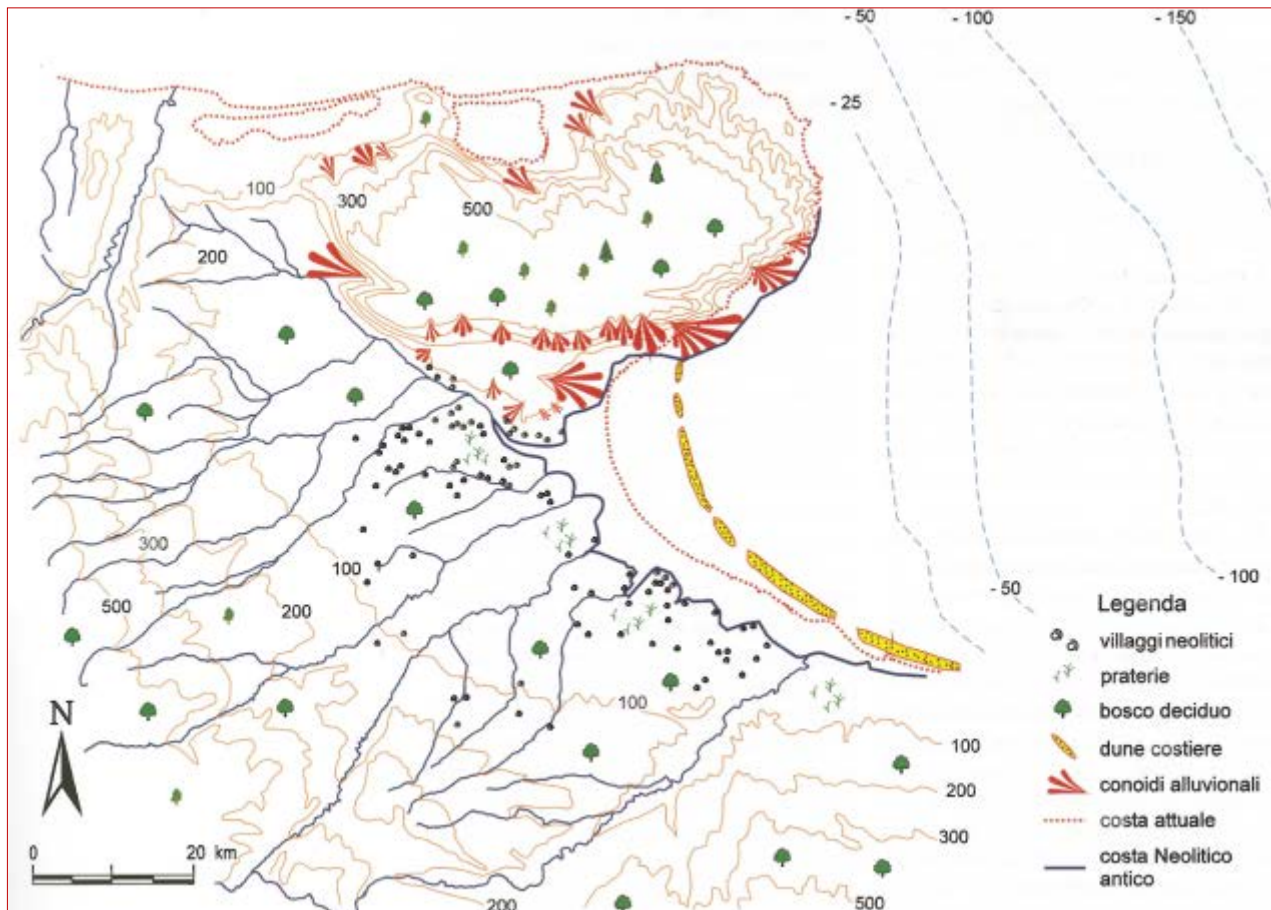 - 50
- 100
- 150
- 25
100
300
500
200
300
100
500
200
- 50
- 100
100
100
200
300
500
200
N
0
20 km
Legenda
villaggi neolitici
praterie
bosco deciduo
dune costiere
conoidi alluvionali
costa attuale
costa Neolitico
antico